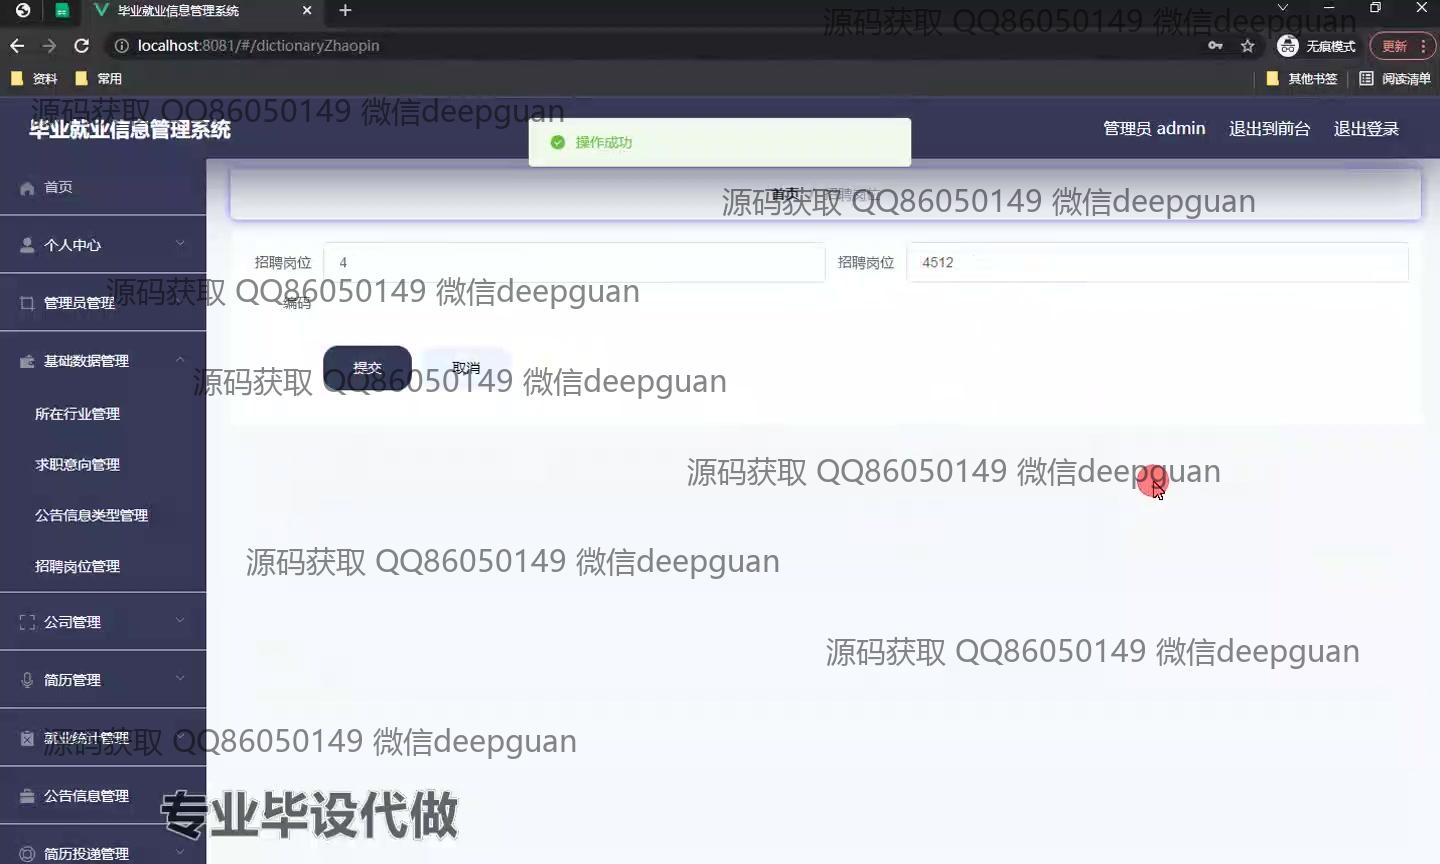 毕业就业信息管理系统
localhost:8081/#/dictionaryZhaopin
无痕模式
更新
资料
常用
其他书签
阅读清单
源码获取 QQ86050149 微信deepguan
源码获取 QQ86050149 微信deepguan
毕业就业信息管理系统
操作成功
管理员 admin
退出到前台
退出登录
首页
首页 / 招聘岗位
源码获取 QQ86050149 微信deepguan
个人中心
招聘岗位
4
招聘岗位
4512
管理员管理
源码获取 QQ86050149 微信deepguan
编码
基础数据管理
提交
取消
源码获取 QQ86050149 微信deepguan
所在行业管理
求职意向管理
源码获取 QQ86050149 微信deepguan
公告信息类型管理
招聘岗位管理
源码获取 QQ86050149 微信deepguan
公司管理
源码获取 QQ86050149 微信deepguan
简历管理
就业统计管理
源码获取 QQ86050149 微信deepguan
公告信息管理
专业毕设代做
简历投递管理